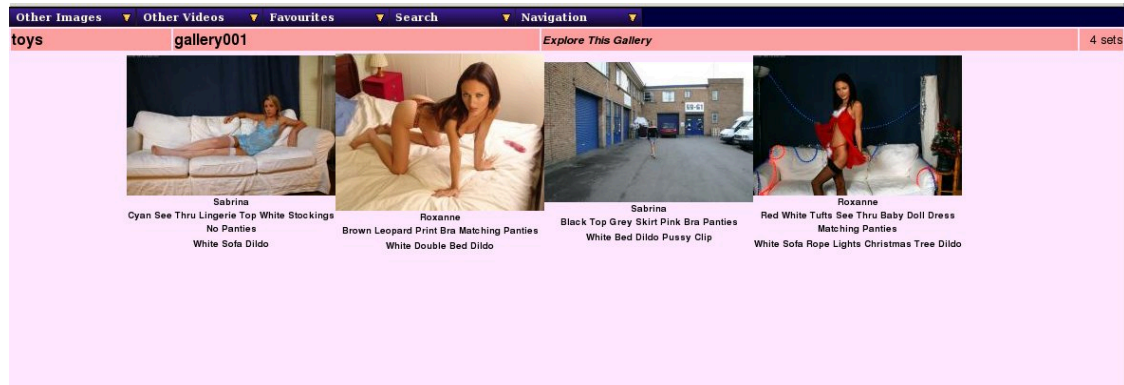 Other Images
Other Videos
Favourites
Search
Navigation
toys
gallery001
Explore This Gallery
4 sets
Sabrina
Cyan See Thru Lingerie Top White Stockings
No Panties
White Sofa Dildo
Roxanne
Brown Leopard Print Bra Matching Panties
White Double Bed Dildo
59-61
Sabrina
Black Top Grey Skirt Pink Bra Panties
White Bed Dildo Pussy Clip
Roxanne
Red White Tufts See Thru Baby Doll Dress
Matching Panties
White Sofa Rope Lights Christmas Tree Dildo